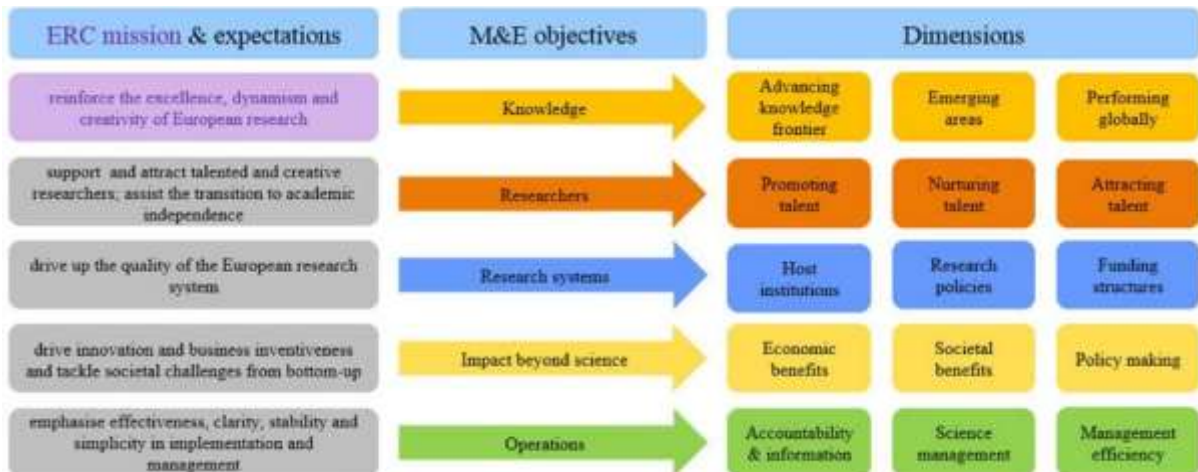 ERC mission & expectations
M&E objectives
Dimensions
reinforce the excellence, dynamism and
creativity of European research
Knowledge
Advancing
knowledge
frontier
Emerging
areas
Performing
globally
support and attract talented and creative
researchers; assist the transition to academic
independence
Researchers
Promoting
talent
Nurturing
talent
Attracting
talent
drive up the quality of the European research
system
Research systems
Host
institutions
Research
policies
Funding
structures
drive innovation and business inventiveness
and tackle societal challenges from bottom-up
Impact beyond science
Economic
benefits
Societal
benefits
Policy making
emphasise effectiveness, clarity, stability and
simplicity in implementation and
management
Operations
Accountability
& information
Science
management
Management
efficiency